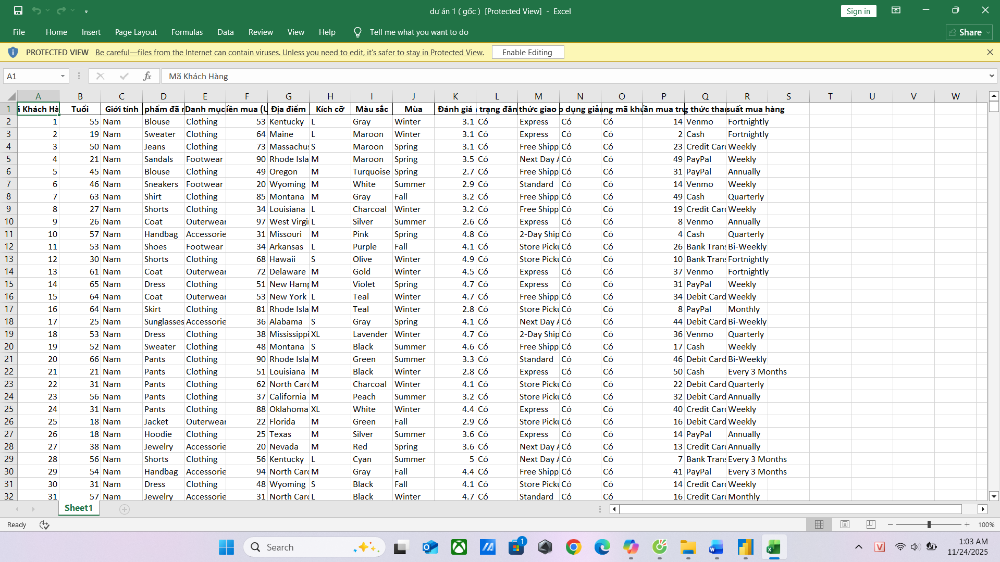 dư án 1 ( gốc ) [Protected View] - Excel
Sign in
File Home Insert Page Layout Formulas Data Review View Help Tell me what you want to do
Share
PROTECTED VIEW Be careful—files from the Internet can contain viruses. Unless you need to edit, it's safer to stay in Protected View. Enable Editing
A1 fx Mã Khách Hàng
A B C D E F G H I J K L M N O P Q R S T U V W
1 Khách Hà Tuổi Giới tính phẩm đã Danh mục iền mua (U Địa điểm Kích cỡ Màu sắc Mùa Đánh giá trạng đăn thức giao dụng giản ng mã khu ần mua trư thức than suất mua hàng
2 1 55 Nam Blouse Clothing 53 Kentucky L Gray Winter 3.1 Có Express Có Có 14 Venmo Fortnightly
3 2 19 Nam Sweater Clothing 64 Maine L Maroon Winter 3.1 Có Express Có Có 2 Cash Fortnightly
4 3 50 Nam Jeans Clothing 73 Massachus S Maroon Spring 3.1 Có Free Shipp Có Có 23 Credit Card Weekly
5 4 21 Nam Sandals Footwear 90 Rhode Isla M Maroon Spring 3.5 Có Next Day A Có Có 49 PayPal Weekly
6 5 45 Nam Blouse Clothing 49 Oregon M Turquoise Spring 2.7 Có Free Shipp Có Có 31 PayPal Annually
7 6 46 Nam Sneakers Footwear 20 Wyoming M White Summer 2.9 Có Standard Có Có 14 Venmo Weekly
8 7 63 Nam Shirt Clothing 85 Montana M Gray Fall 3.2 Có Free Shipp Có Có 49 Cash Quarterly
9 8 27 Nam Shorts Clothing 34 Louisiana L Charcoal Winter 3.2 Có Free Shipp Có Có 19 Credit Card Weekly
10 9 26 Nam Coat Outerwear 97 West Virgi L Silver Summer 2.6 Có Express Có Có 8 Venmo Annually
11 10 57 Nam Handbag Accessorie 31 Missouri M Pink Spring 4.8 Có 2-Day Ship Có Có 4 Cash Quarterly
12 11 53 Nam Shoes Footwear 34 Arkansas L Purple Fall 4.1 Có Store Picku Có Có 26 Bank Trans Bi-Weekly
13 12 30 Nam Shorts Clothing 68 Hawaii S Olive Winter 4.9 Có Store Picku Có Có 10 Bank Trans Fortnightly
14 13 61 Nam Coat Outerwear 72 Delaware M Gold Winter 4.5 Có Express Có Có 37 Venmo Fortnightly
15 14 65 Nam Dress Clothing 51 New Hamp M Violet Spring 4.7 Có Express Có Có 31 PayPal Weekly
16 15 64 Nam Coat Outerwear 53 New York L Teal Winter 4.7 Có Free Shipp Có Có 34 Debit Card Weekly
17 16 64 Nam Skirt Clothing 81 Rhode Isla M Teal Winter 2.8 Có Store Picku Có Có 8 PayPal Monthly
18 17 25 Nam Sunglasses Accessorie 36 Alabama S Gray Spring 4.1 Có Next Day A Có Có 44 Debit Card Bi-Weekly
19 18 53 Nam Dress Clothing 38 Mississippi XL Lavender Winter 4.7 Có 2-Day Ship Có Có 36 Venmo Quarterly
20 19 52 Nam Sweater Clothing 48 Montana S Black Summer 4.6 Có Free Shipp Có Có 17 Cash Weekly
21 20 66 Nam Pants Clothing 90 Rhode Isla M Green Summer 3.3 Có Standard Có Có 46 Debit Card Bi-Weekly
22 21 21 Nam Pants Clothing 51 Louisiana M Black Winter 2.8 Có Express Có Có 50 Cash Every 3 Months
23 22 31 Nam Pants Clothing 62 North Caro M Charcoal Winter 4.1 Có Store Picku Có Có 22 Debit Card Quarterly
24 23 56 Nam Pants Clothing 37 California M Peach Summer 3.2 Có Store Picku Có Có 32 Debit Card Annually
25 24 31 Nam Pants Clothing 88 Oklahoma XL White Winter 4.4 Có Express Có Có 40 Credit Card Weekly
26 25 18 Nam Jacket Outerwear 22 Florida M Green Fall 2.9 Có Store Picku Có Có 16 Debit Card Weekly
27 26 18 Nam Hoodie Clothing 25 Texas M Silver Summer 3.6 Có Express Có Có 14 PayPal Annually
28 27 38 Nam Jewelry Accessorie 20 Nevada M Red Spring 3.6 Có Next Day A Có Có 13 Credit Card Annually
29 28 56 Nam Shorts Clothing 56 Kentucky L Cyan Summer 5 Có Next Day A Có Có 7 Bank Trans Every 3 Months
30 29 54 Nam Handbag Accessorie 94 North Caro M Gray Fall 4.4 Có Free Shipp Có Có 41 PayPal Every 3 Months
31 30 31 Nam Dress Clothing 48 Wyoming S Black Fall 4.1 Có Store Picku Có Có 14 Credit Card Weekly
32 31 57 Nam Jewelry Accessorie 31 North Caro L Black Winter 4.7 Có Standard Có Có 16 Credit Card Monthly
Sheet1
Ready 100%
Search 1 1:03 AM
11/24/2025